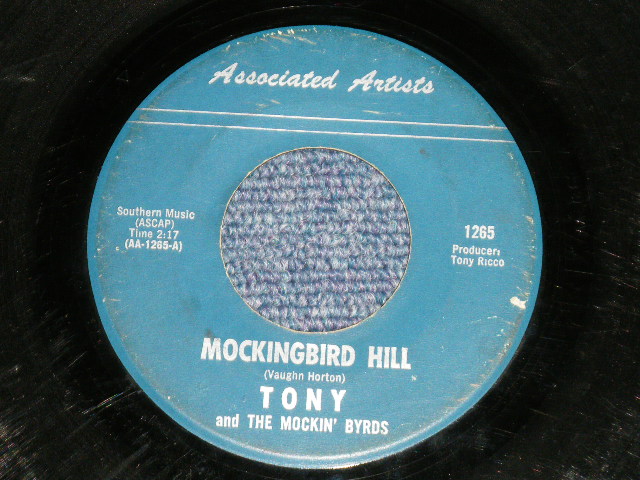 Associated Artists
Southern Music
(ASCAP)
Time 2:17
(AA-1265-A)
1265
Producer:
Tony Ricco
MOCKINGBIRD HILL
(Vaughn Horton)
TONY
and THE MOCKIN' BYRDS